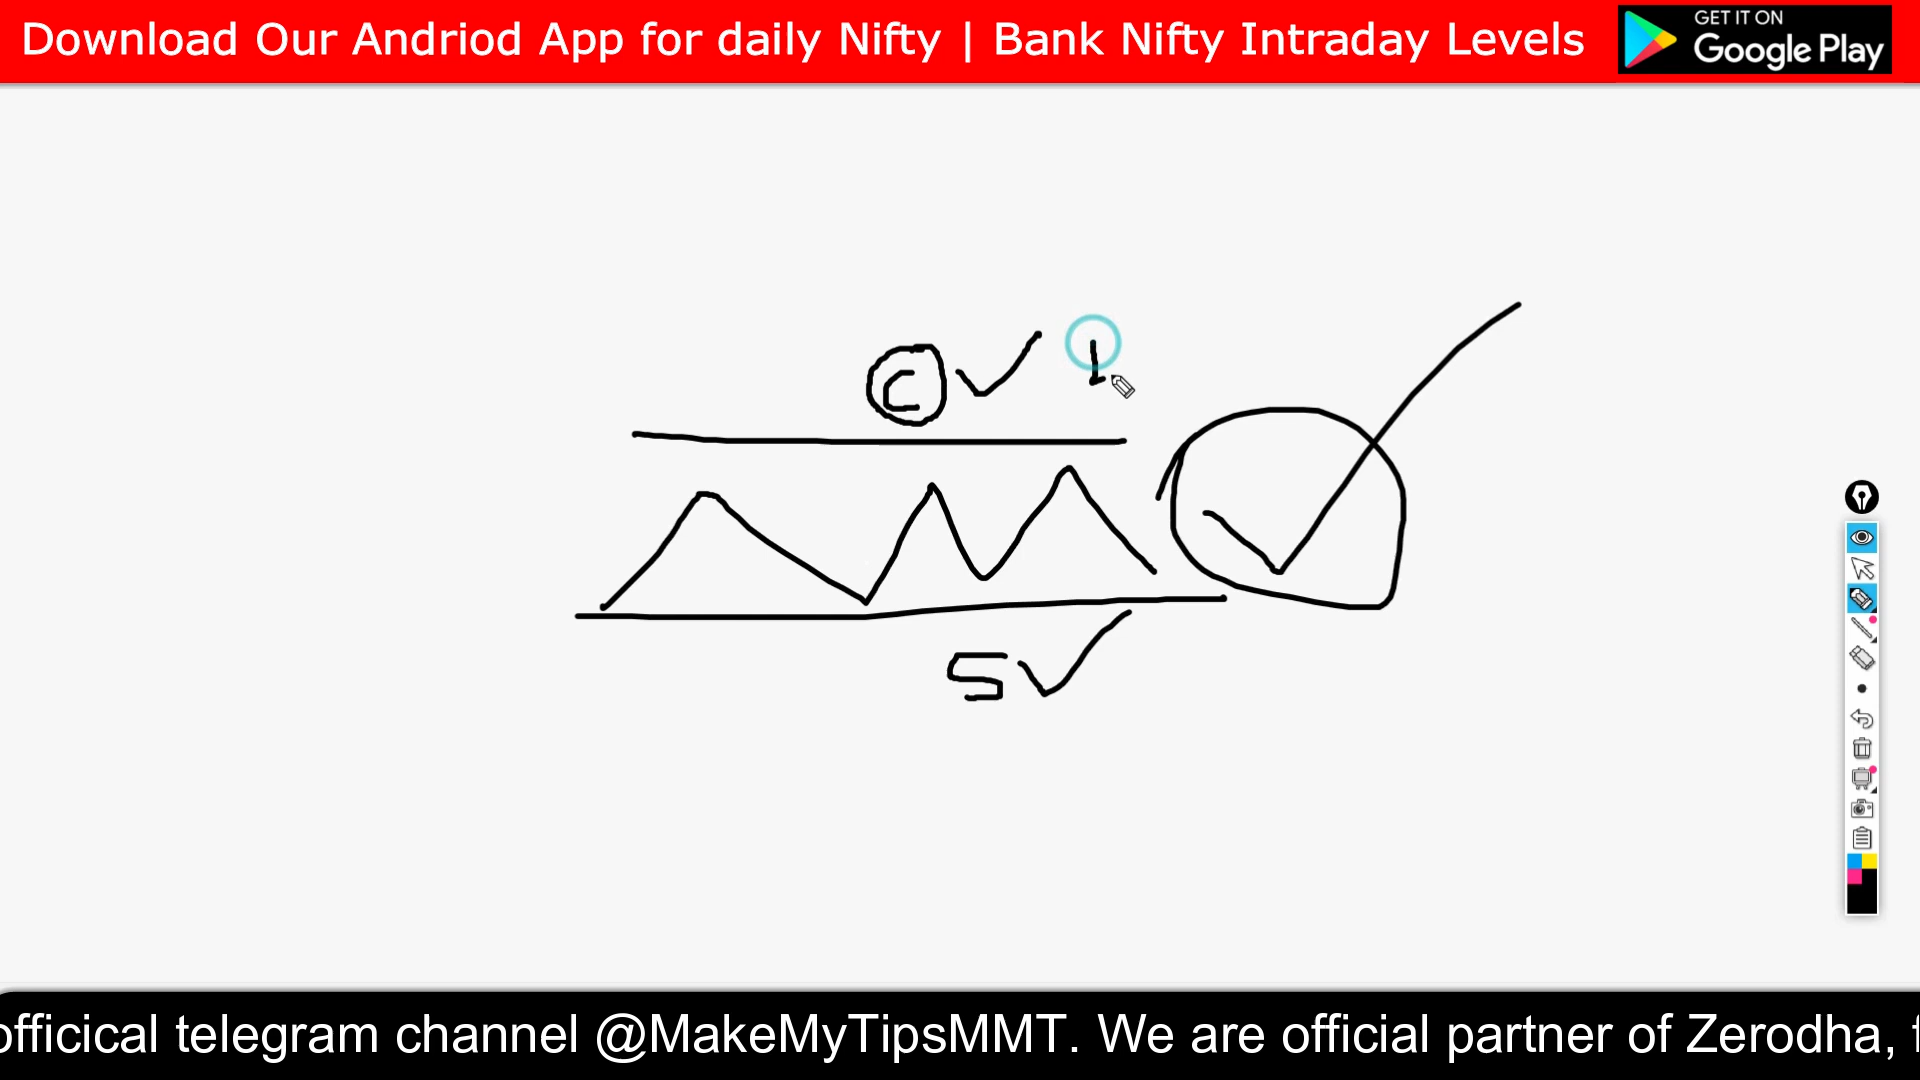 Download Our Andriod App for daily Nifty | Bank Nifty Intraday Levels
GET IT ON
Google Play
C
S
officical telegram channel @MakeMyTipsMMT. We are official partner of Zerodha, f